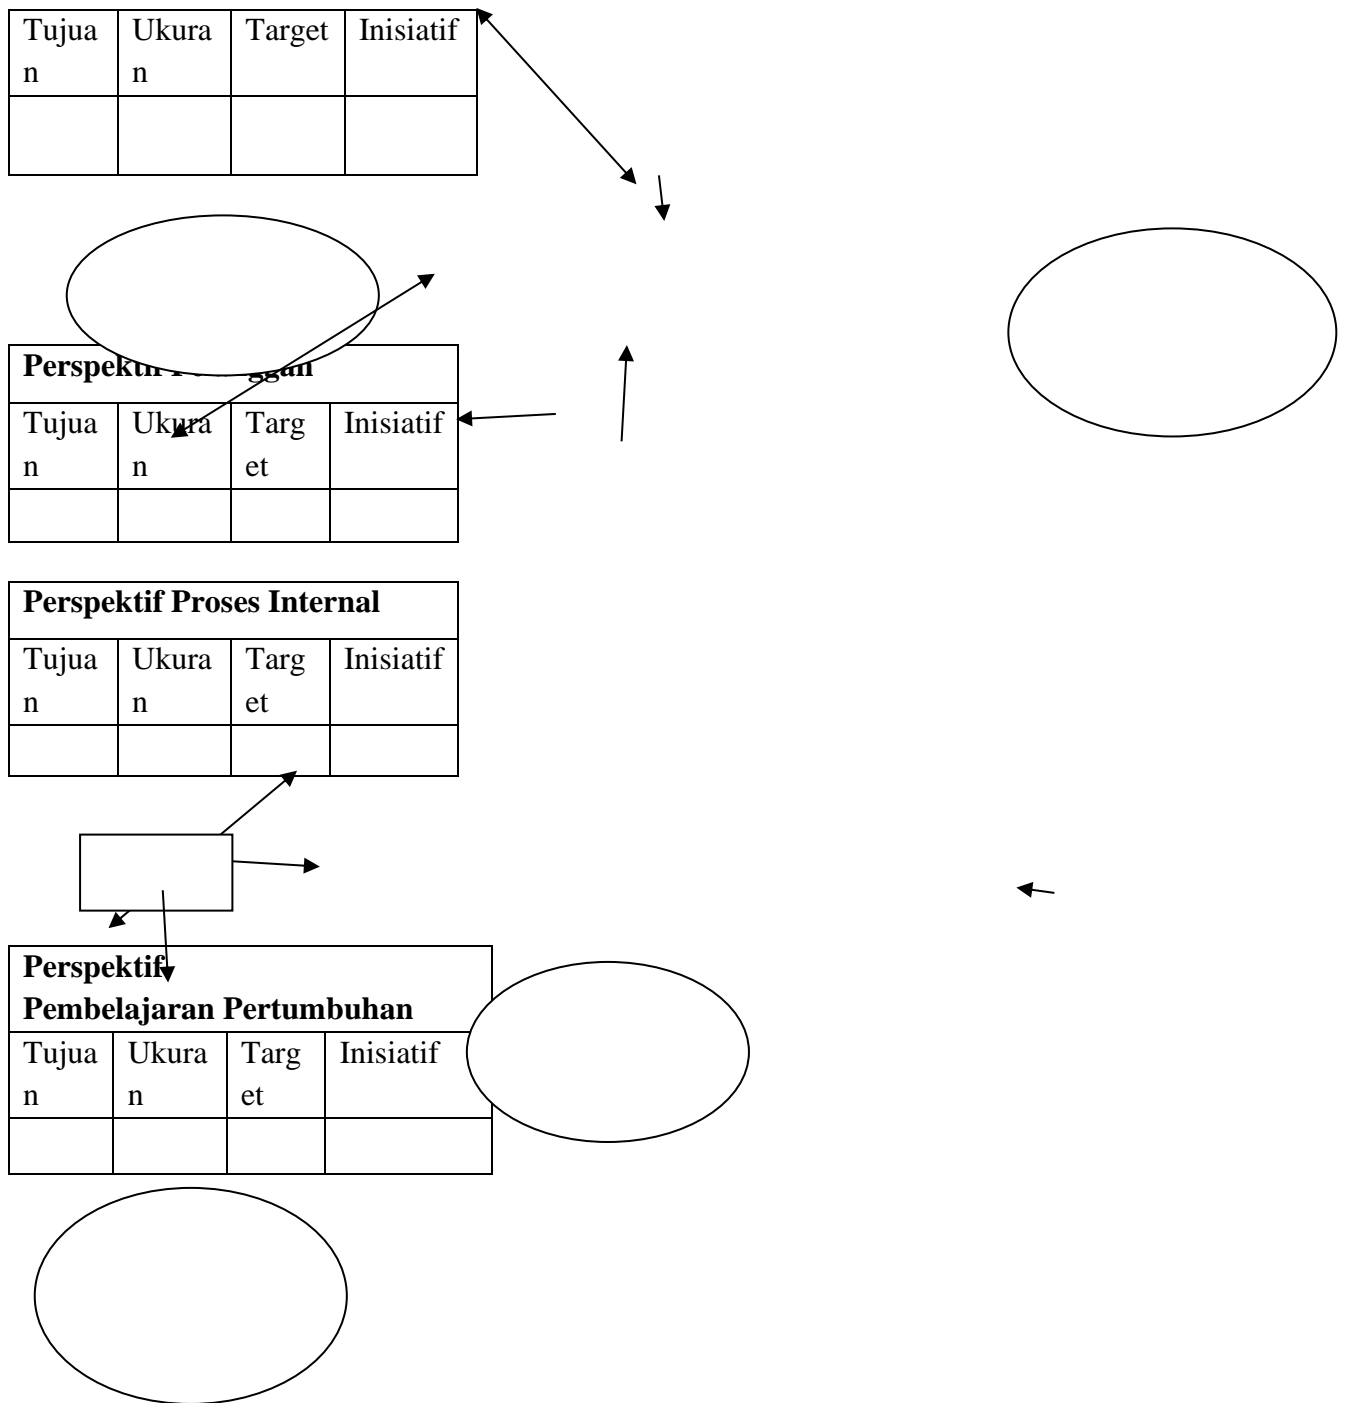 Tujua Ukura Target Inisiatif
n n
Perspektif
Tujua Ukura Targ Inisiatif
n n et
Perspektif Proses Internal
Tujua Ukura Targ Inisiatif
n n et
Perspektif
Pembelajaran Pertumbuhan
Tujua Ukura Targ Inisiatif
n n et